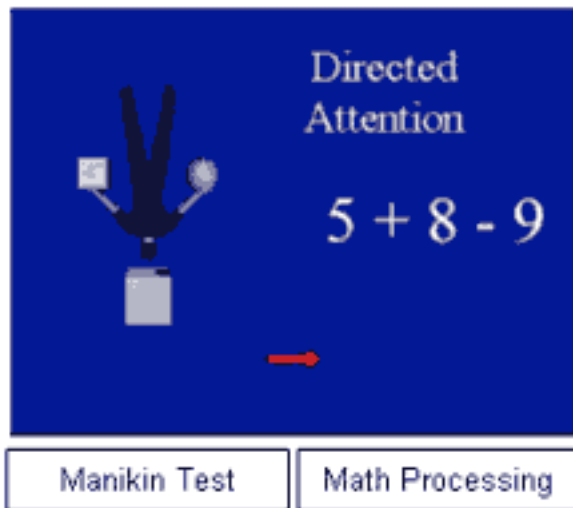 Directed
Attention
5 + 8 - 9
Manikin Test
Math Processing